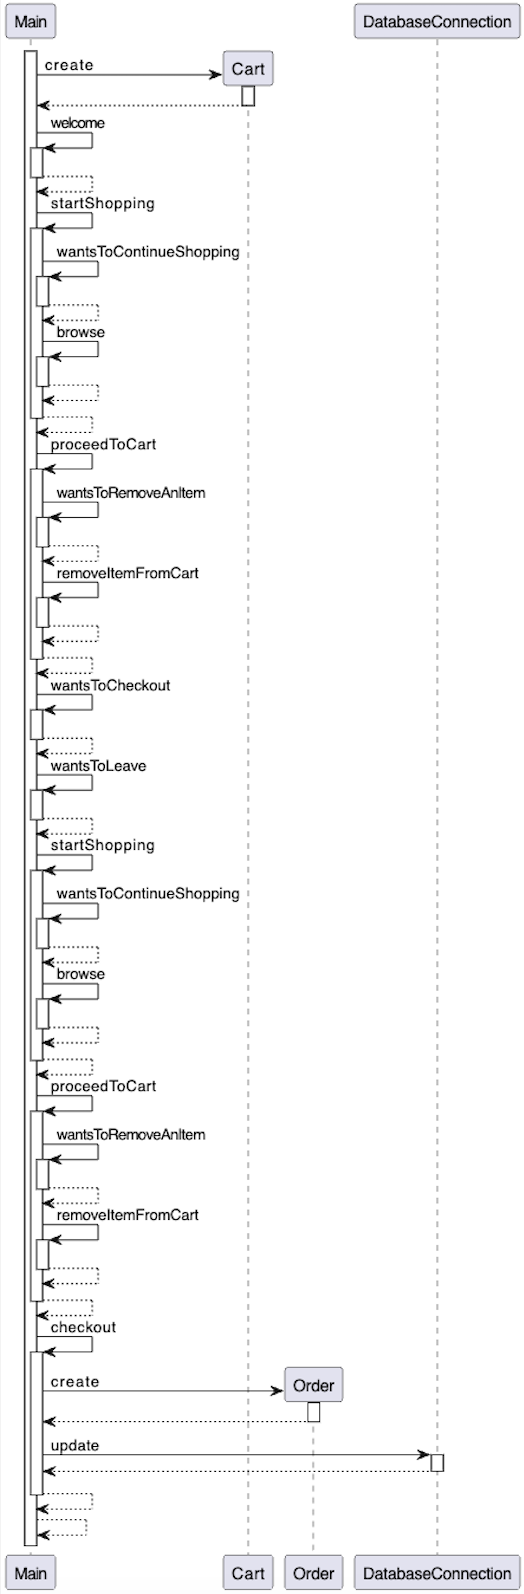 Main DatabaseConnection
create
Cart
welcome
startShopping
wantsToContinueShopping
browse
proceedToCart
wantsToRemoveAnItem
removeItemFromCart
wantsToCheckout
wantsToLeave
startShopping
wantsToContinueShopping
browse
proceedToCart
wantsToRemoveAnItem
removeItemFromCart
checkout
create
Order
update
Main Cart Order DatabaseConnection